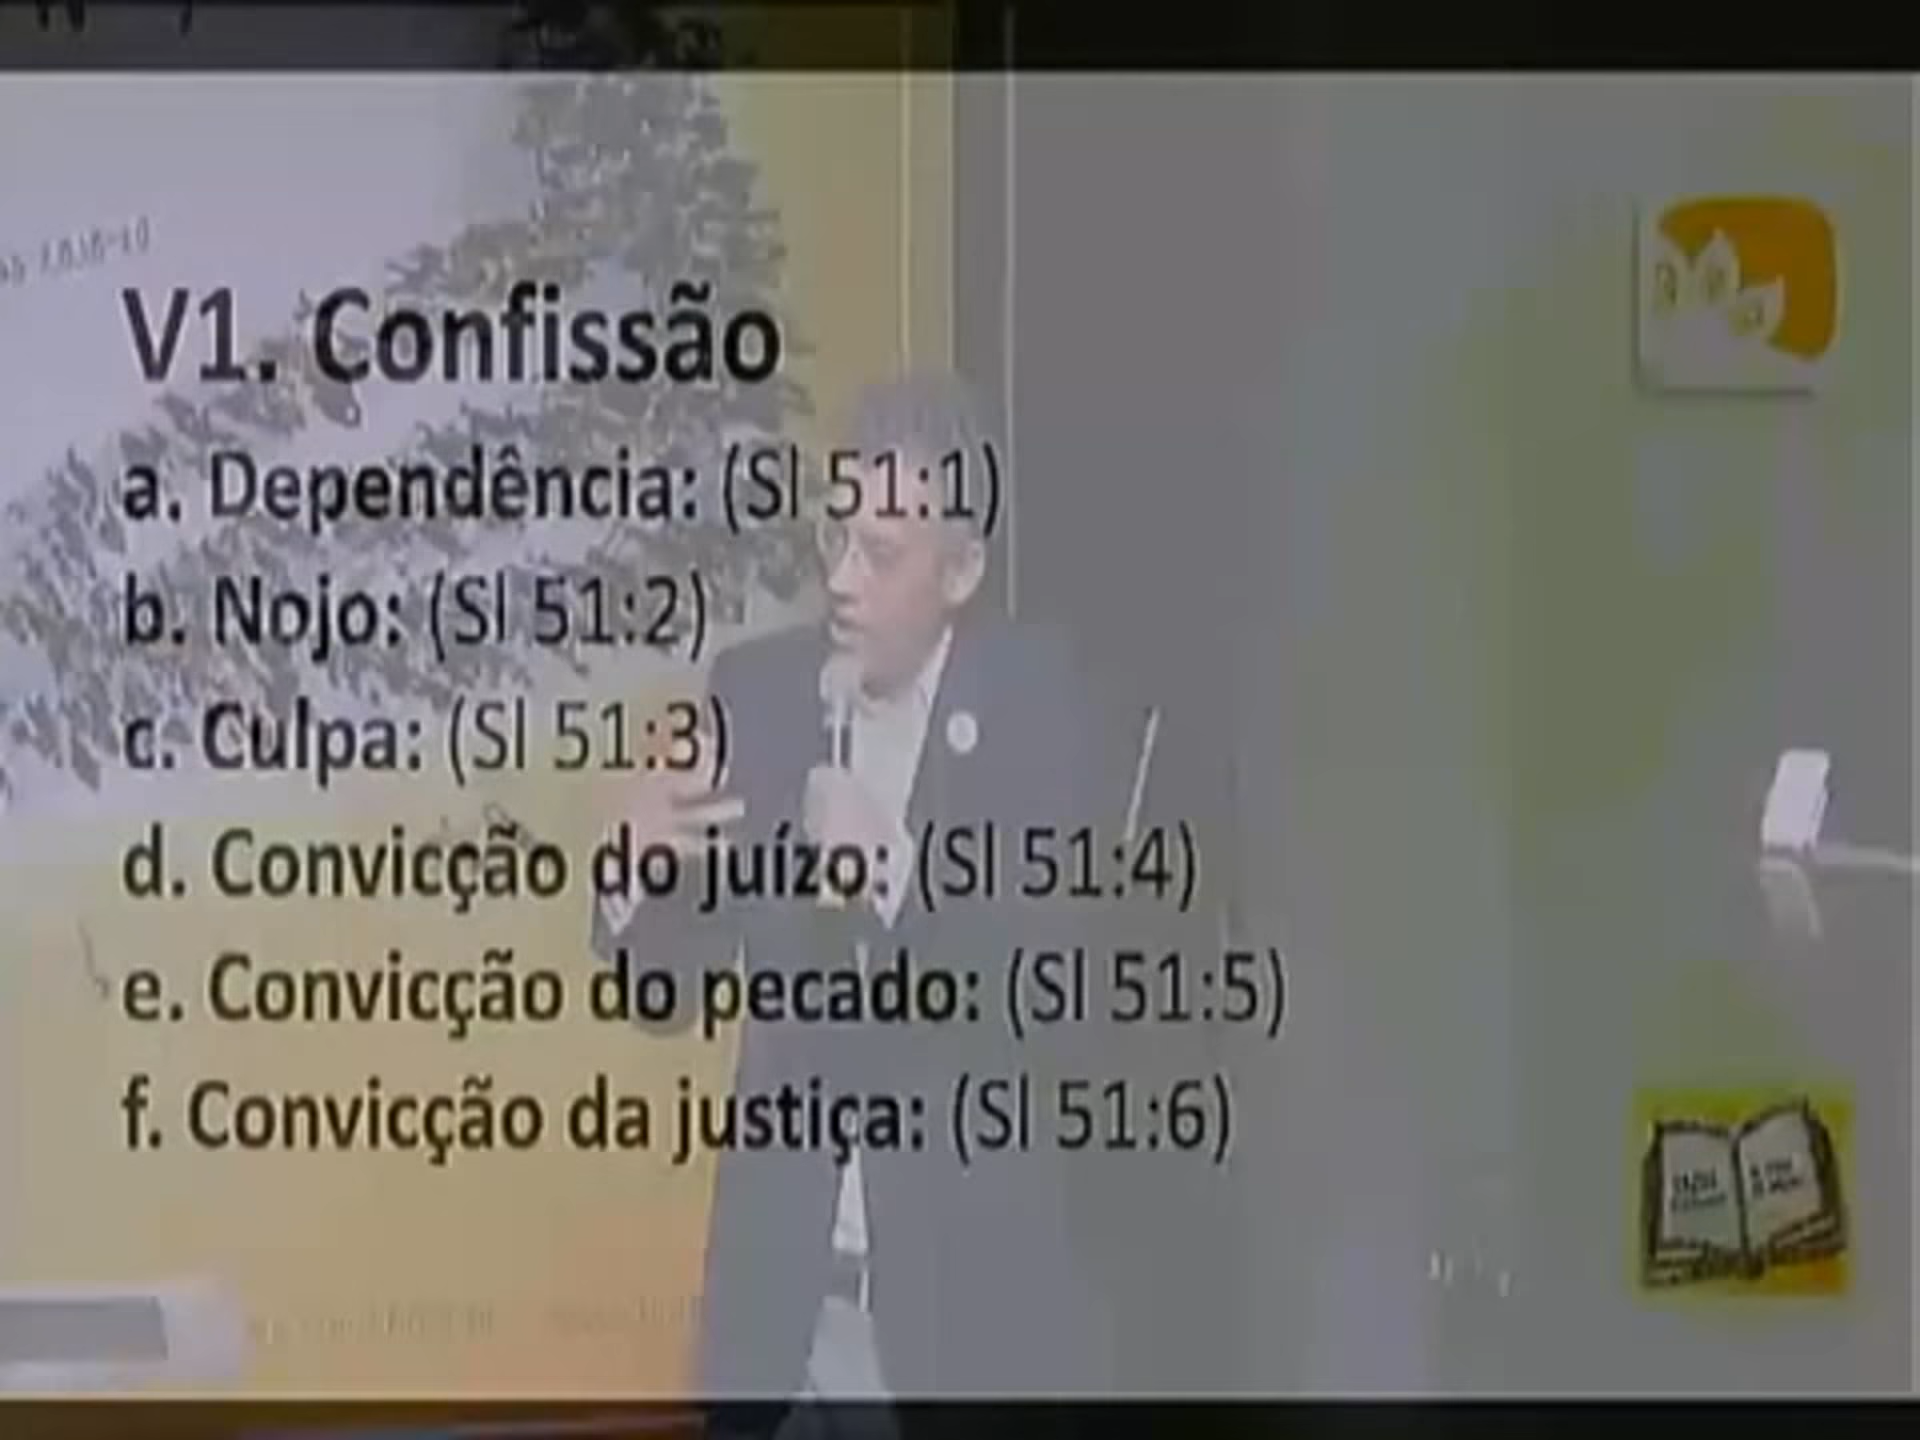 V1. Confissão
a. Dependência: (Sl 51:1)
b. Nojo: (Sl 51:2)
c. Culpa: (Sl 51:3)
d. Convicção do juízo: (Sl 51:4)
e. Convicção do pecado: (Sl 51:5)
f. Convicção da justiça: (Sl 51:6)